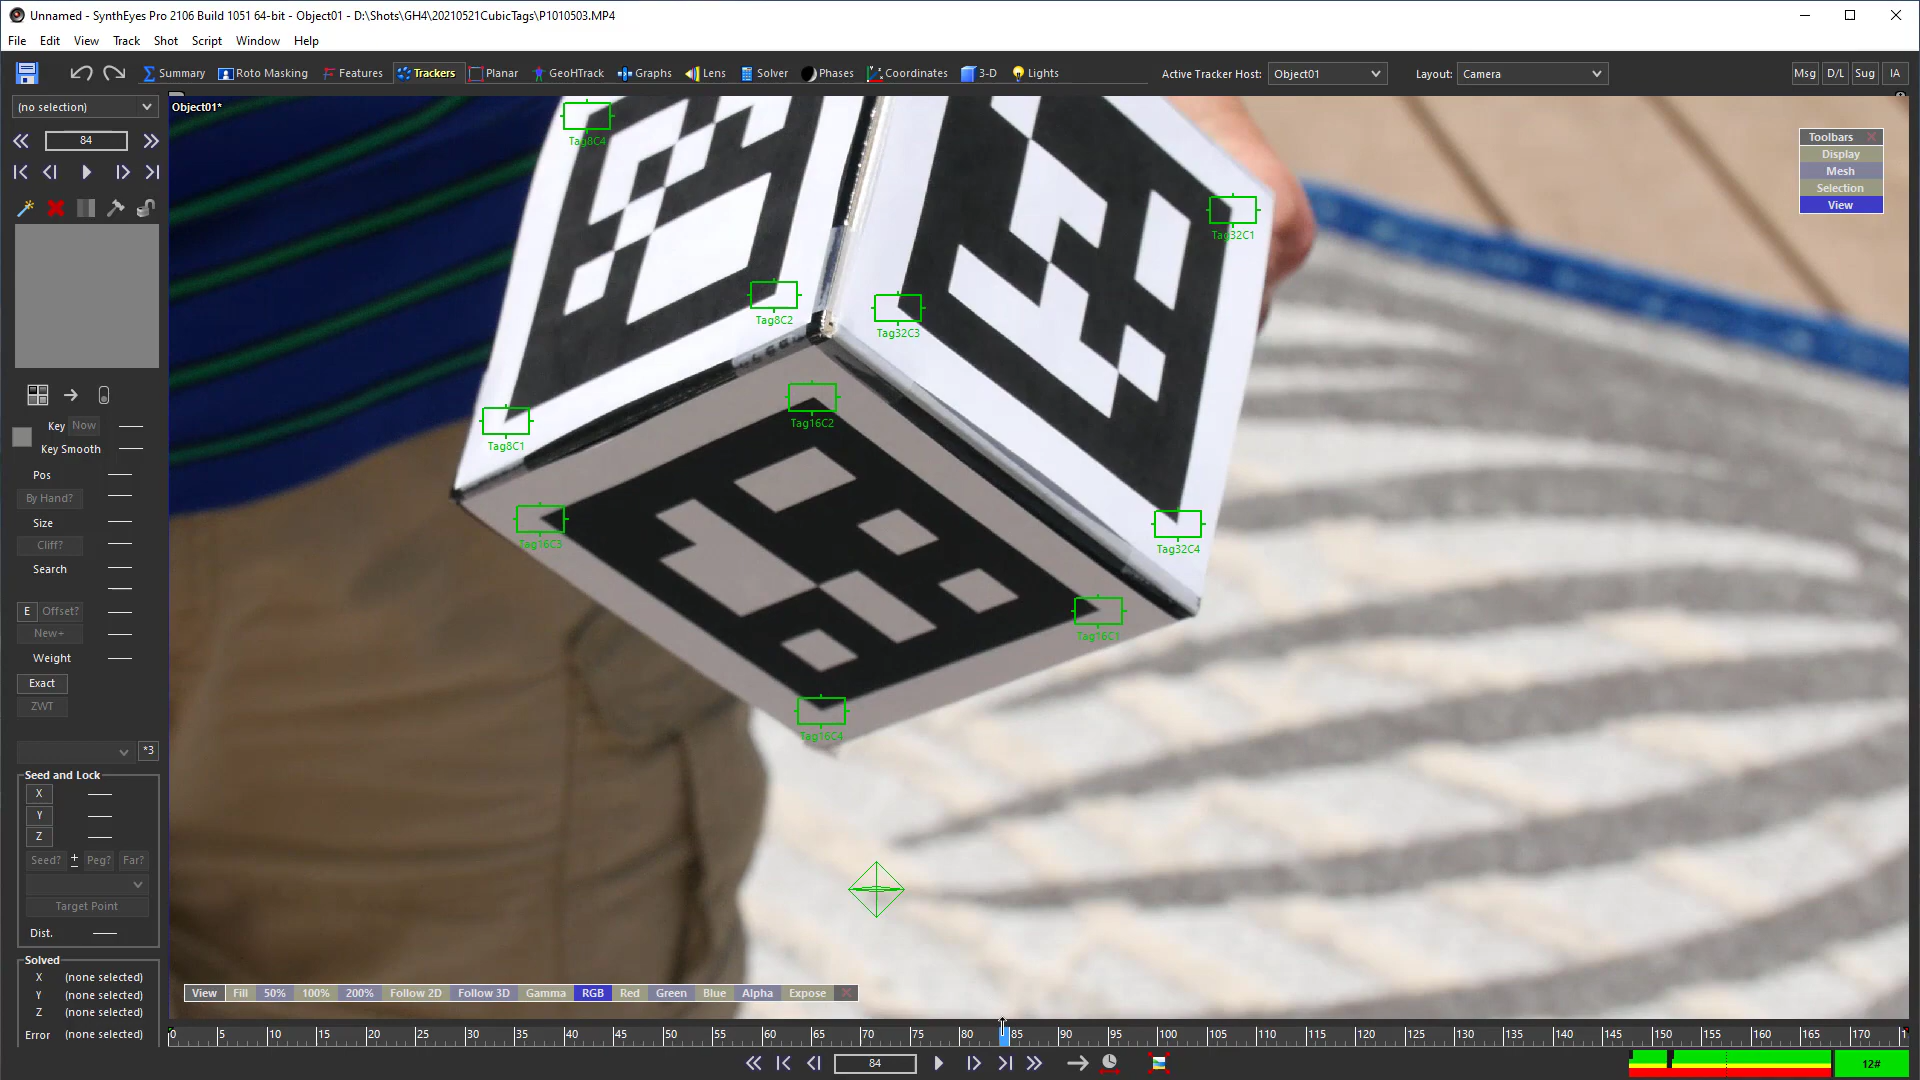 Unnamed - SynthEyes Pro 2106 Build 1051 64-bit - Object01 - D:\Shots\GH4\20210521CubicTags\P1010503.MP4
File Edit View Track Shot Script Window Help
Summary Roto Masking Features Trackers Planar GeoHTrack Graphs Lens Solver Phases Coordinates 3-D Lights Active Tracker Host: Object01 Layout: Camera Msg D/L Sug IA
(no selection)
Object01*
84
Toolbars
Display
Mesh
Selection
View
Tag8C4
Tag32C1
Tag8C2
Tag32C3
Tag16C2
Tag8C1
Tag16C3
Tag32C4
Tag16C1
Tag16C4
Key Now
Key Smooth
Pos
By Hand?
Size
Cliff?
Search
E Offset?
New+
Weight
Exact
ZWT
*3
Seed and Lock
X
Y
Z
Seed? + Peg? Far?
Target Point
Dist.
Solved
X (none selected)
Y (none selected)
Z (none selected)
Error (none selected)
View Fill 50% 100% 200% Follow 2D Follow 3D Gamma RGB Red Green Blue Alpha Expose
0 5 10 15 20 25 30 35 40 45 50 55 60 65 70 75 80 85 90 95 100 105 110 115 120 125 130 135 140 145 150 155 160 165 170
84
12#